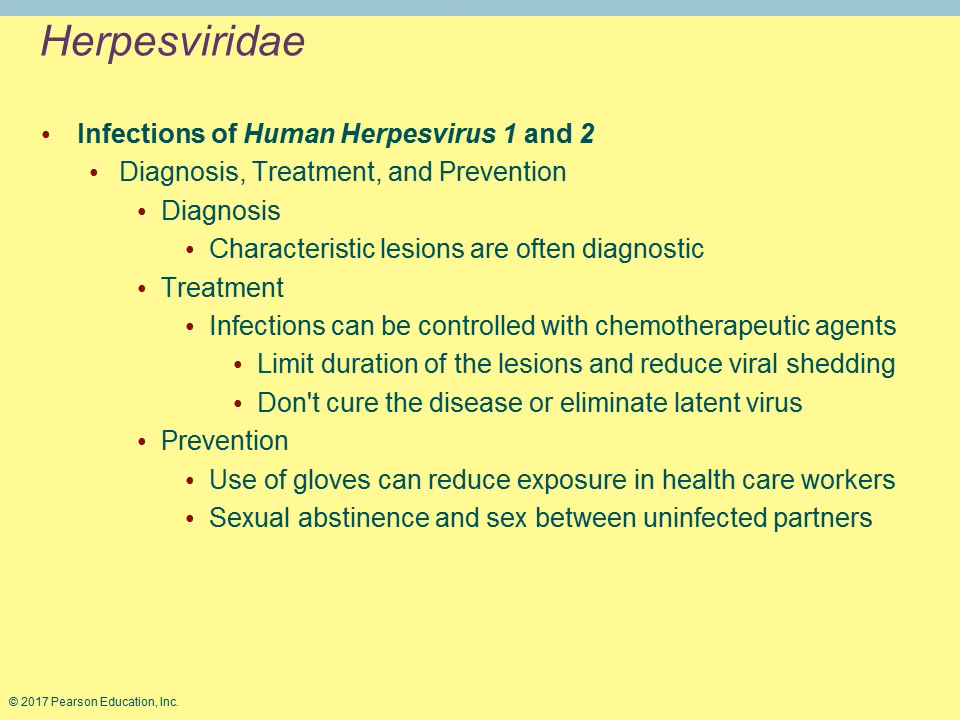 Herpesviridae
• Infections of Human Herpesvirus 1 and 2
• Diagnosis, Treatment, and Prevention
• Diagnosis
• Characteristic lesions are often diagnostic
• Treatment
• Infections can be controlled with chemotherapeutic agents
• Limit duration of the lesions and reduce viral shedding
• Don't cure the disease or eliminate latent virus
• Prevention
• Use of gloves can reduce exposure in health care workers
• Sexual abstinence and sex between uninfected partners
© 2017 Pearson Education, Inc.